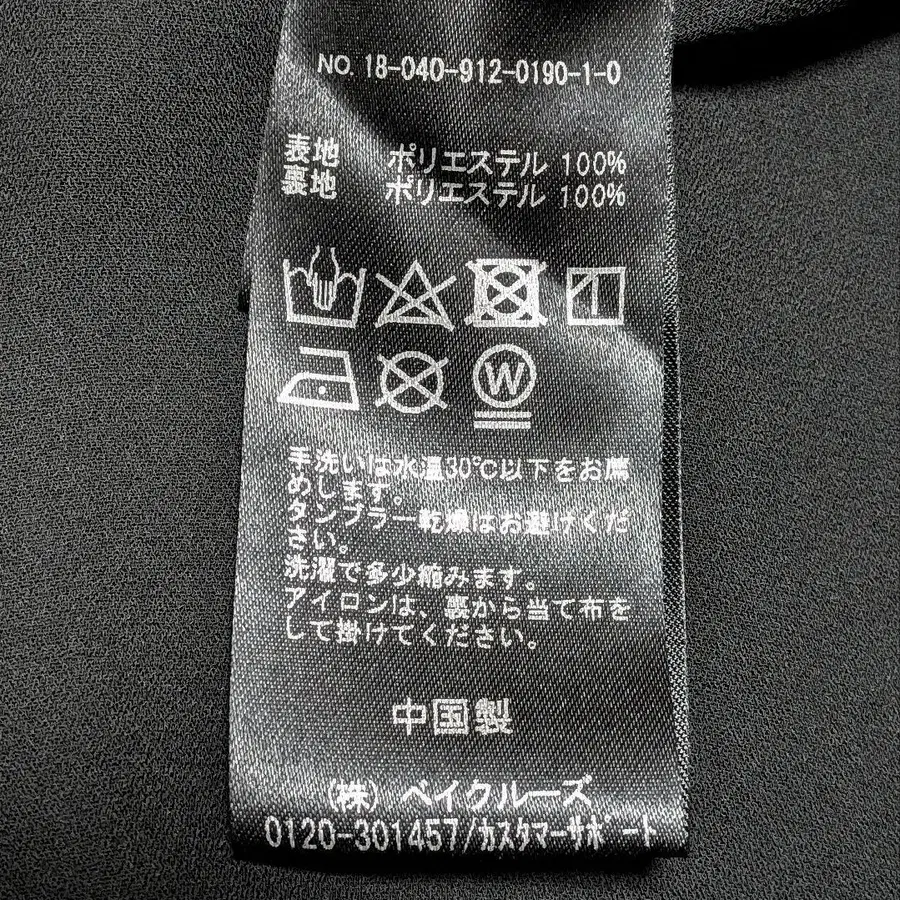 NO. 18-040-912-0190-1-0
表地 ポリエステル 100%
裏地 ポリエステル 100%
W
手洗いは水温30℃以下をお薦
めします。
タンブラー乾燥はお避けくだ
さい。
洗濯で多少縮みます。
アイロンは、裏から当て布を
して掛けてください。
中国製
（株）ベイクルーズ
0120-301457/ｶｽﾀﾏｰｻﾎﾟｰﾄ